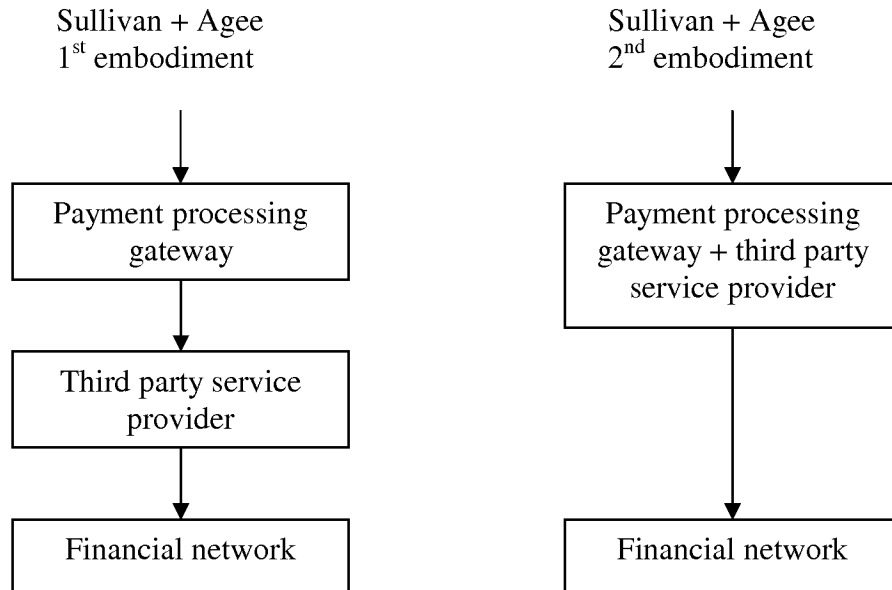 Sullivan + Agee
1st embodiment
Payment processing
gateway
Third party service
provider
Financial network
Sullivan + Agee
2nd embodiment
Payment processing
gateway + third party
service provider
Financial network